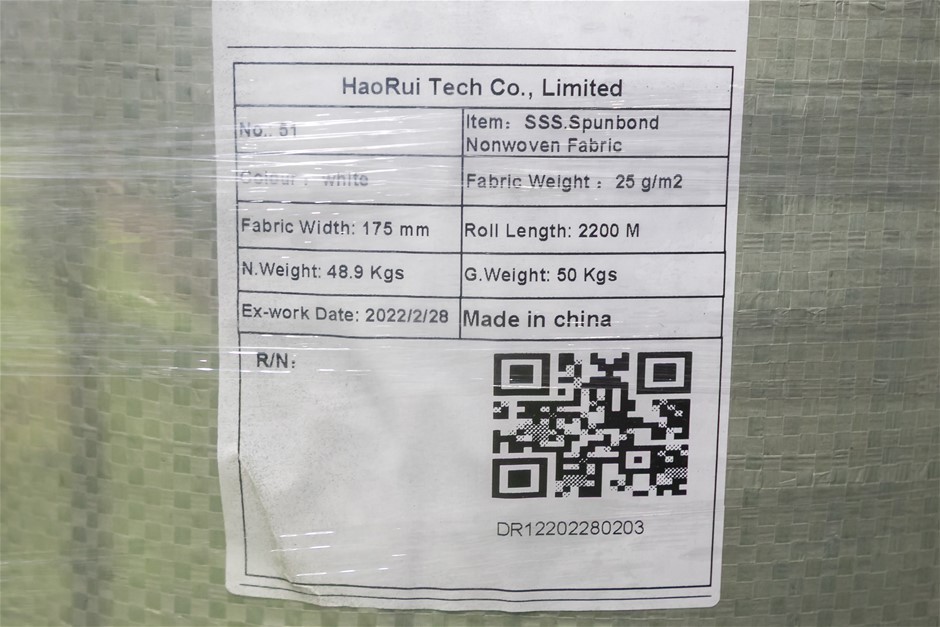 HaoRui Tech Co., Limited
No.: 51
Item: SSS.Spunbond
Nonwoven Fabric
Colour : white
Fabric Weight : 25 g/m2
Fabric Width: 175 mm
Roll Length: 2200 M
N.Weight: 48.9 Kgs
G.Weight: 50 Kgs
Ex-work Date: 2022/2/28
Made in china
R/N:
DR12202280203